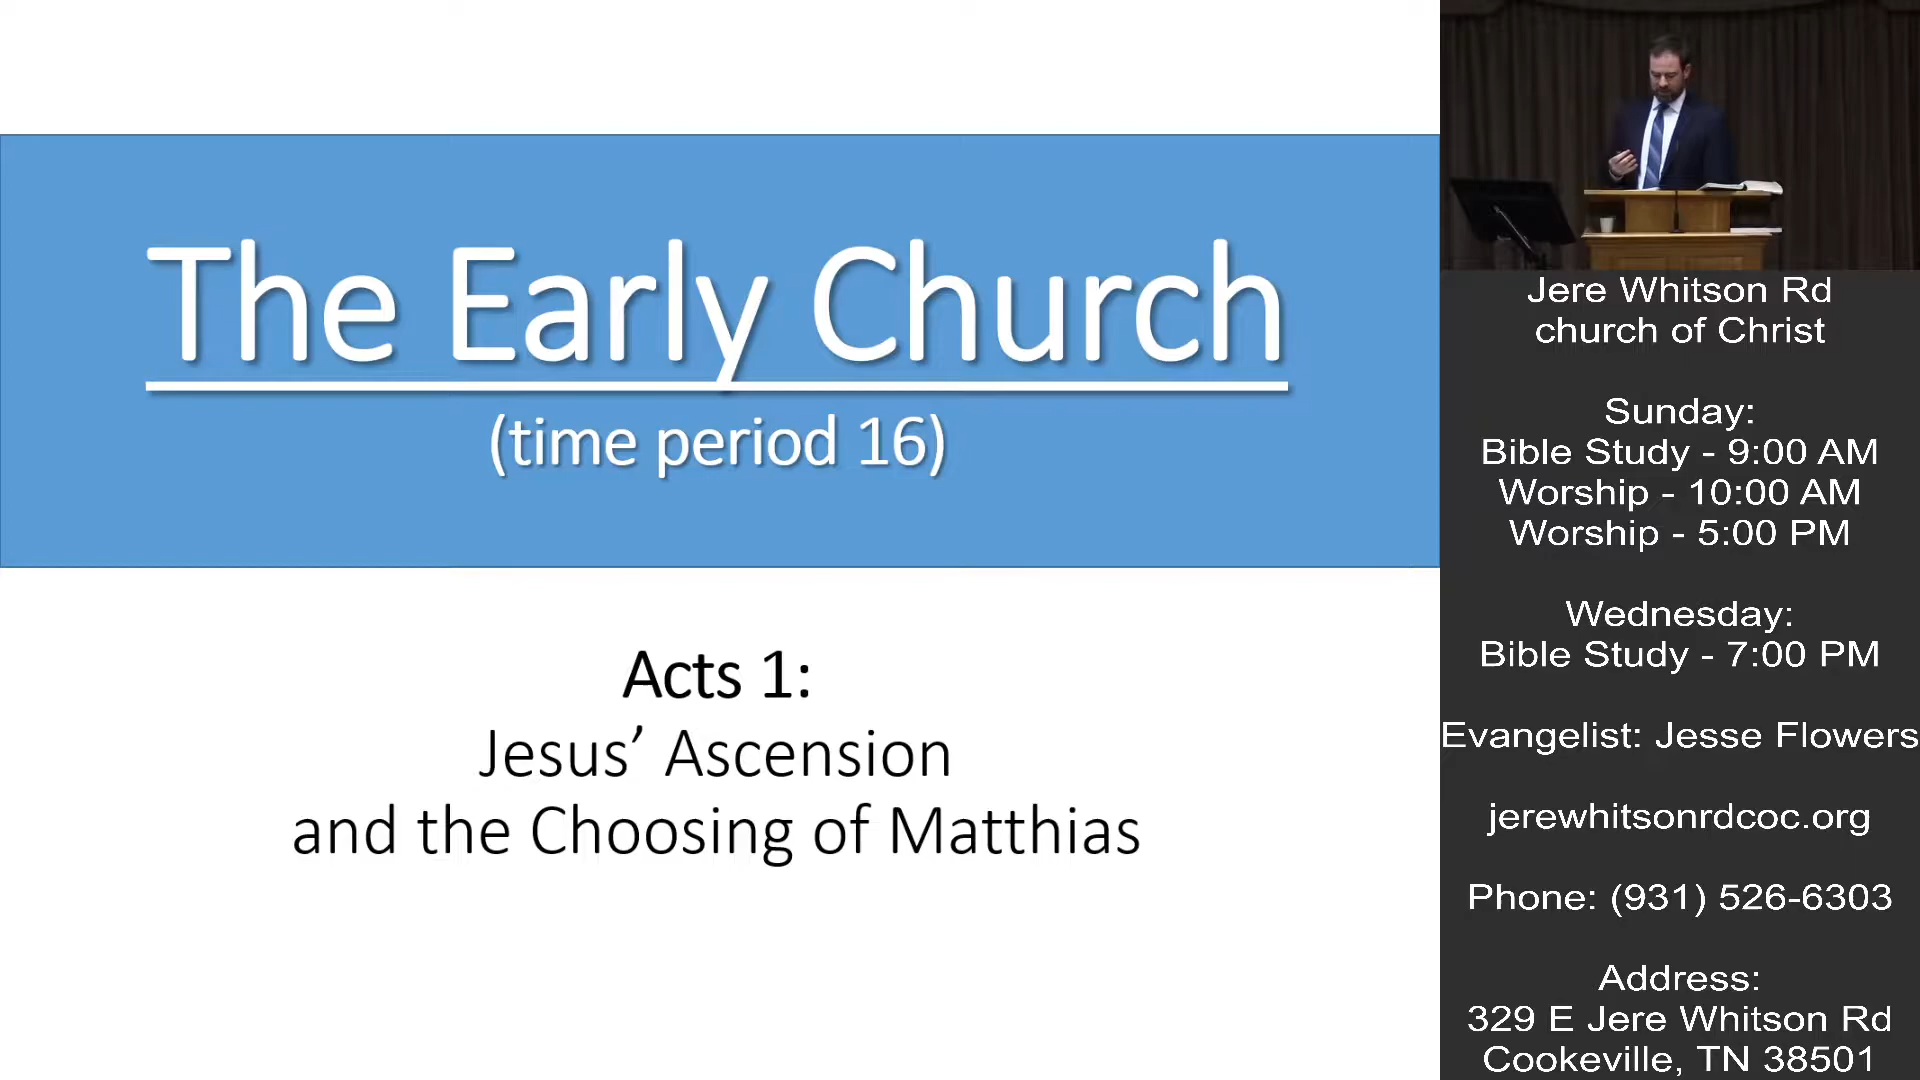 The Early Church
(time period 16)
Acts 1:
Jesus’ Ascension
and the Choosing of Matthias
Jere Whitson Rd
church of Christ
Sunday:
Bible Study - 9:00 AM
Worship - 10:00 AM
Worship - 5:00 PM
Wednesday:
Bible Study - 7:00 PM
Evangelist: Jesse Flowers
jerewhitsonrdcoc.org
Phone: (931) 526-6303
Address:
329 E Jere Whitson Rd
Cookeville, TN 38501